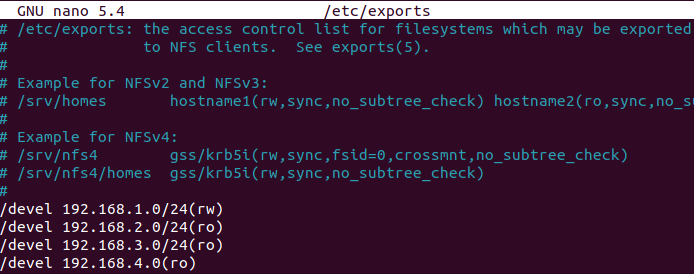 GNU nano 5.4 /etc/exports
# /etc/exports: the access control list for filesystems which may be exported
# to NFS clients. See exports(5).
#
# Example for NFSv2 and NFSv3:
# /srv/homes hostname1(rw,sync,no_subtree_check) hostname2(ro,sync,no_su
#
# Example for NFSv4:
# /srv/nfs4 gss/krb5i(rw,sync,fsid=0,crossmnt,no_subtree_check)
# /srv/nfs4/homes gss/krb5i(rw,sync,no_subtree_check)
#
/devel 192.168.1.0/24(rw)
/devel 192.168.2.0/24(ro)
/devel 192.168.3.0/24(ro)
/devel 192.168.4.0(ro)